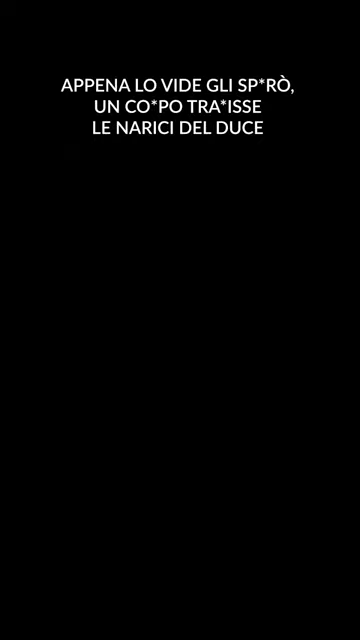 APPENA LO VIDE GLI SP*RÒ,
UN CO*PO TRA*ISSE
LE NARICI DEL DUCE